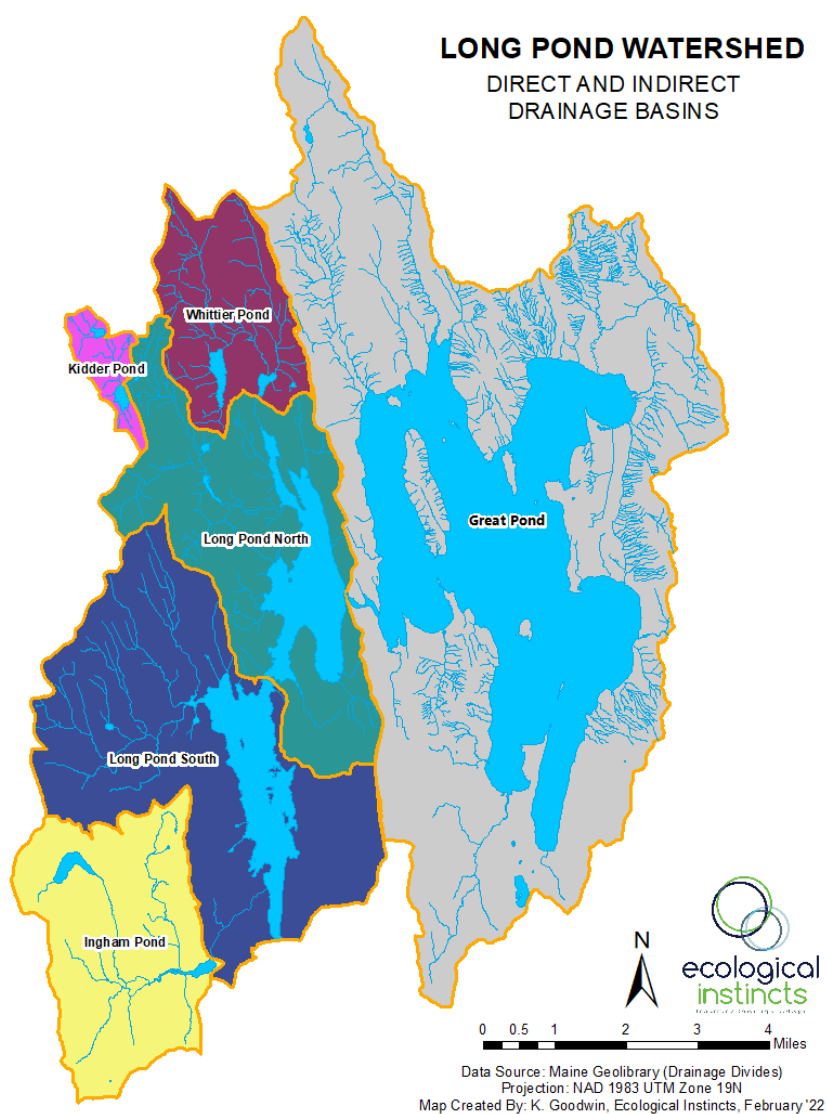 LONG POND WATERSHED
DIRECT AND INDIRECT
DRAINAGE BASINS
Whittier Pond
Kidder Pond
Great Pond
Long Pond North
Long Pond South
Ingham Pond
N
ecological
instincts
0 0.5 1 2 3 4
Miles
Data Source: Maine Geolibrary (Drainage Divides)
Projection: NAD 1983 UTM Zone 19N
Map Created By: K. Goodwin, Ecological Instincts, February '22